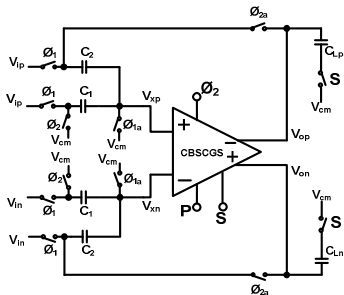 Ø2a
Vip Ø1 C2 CLp
Ø2 S
Vip Ø1 C1 Vcm
Ø2 Ø1a Vxp
Vcm Vcm Vop
CBSCGS
Vcm Vcm Von
Ø2 Ø1a Vcm
Vin Ø1 C1 Vxn
P S S
Vin Ø1 C2 CLn
Ø2a